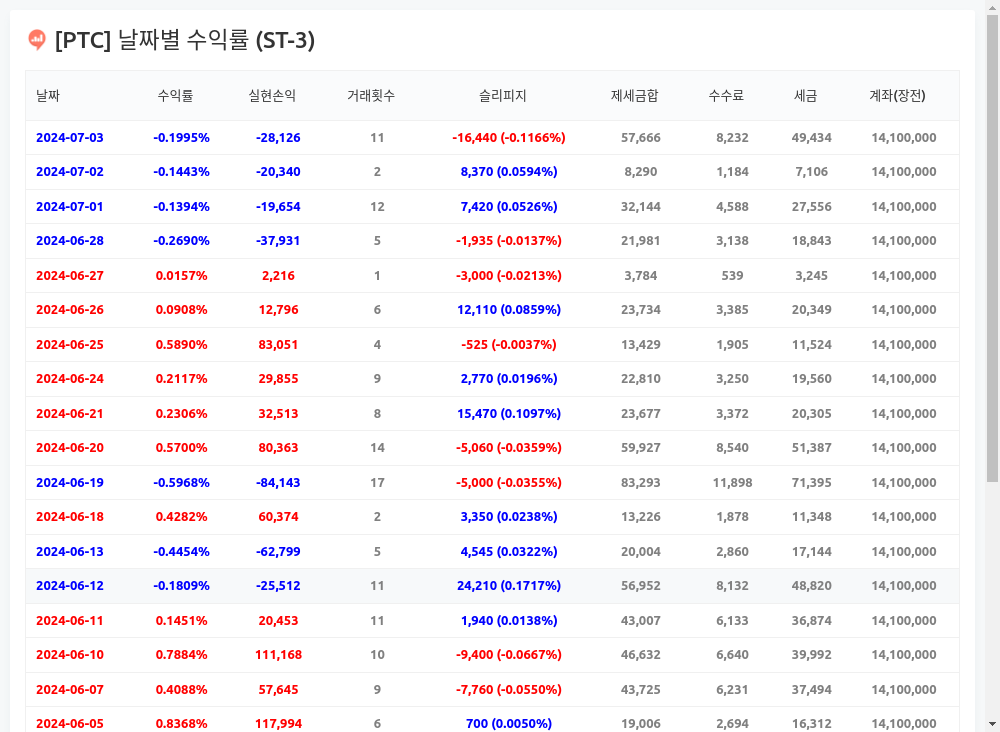 [PTC] 날짜별 수익률 (ST-3)
날짜 수익률 실현손익 거래횟수 슬리피지 제세금합 수수료 세금 계좌(장전)
2024-07-03 -0.1995% -28,126 11 -16,440 (-0.1166%) 57,666 8,232 49,434 14,100,000
2024-07-02 -0.1443% -20,340 2 8,370 (0.0594%) 8,290 1,184 7,106 14,100,000
2024-07-01 -0.1394% -19,654 12 7,420 (0.0526%) 32,144 4,588 27,556 14,100,000
2024-06-28 -0.2690% -37,931 5 -1,935 (-0.0137%) 21,981 3,138 18,843 14,100,000
2024-06-27 0.0157% 2,216 1 -3,000 (-0.0213%) 3,784 539 3,245 14,100,000
2024-06-26 0.0908% 12,796 6 12,110 (0.0859%) 23,734 3,385 20,349 14,100,000
2024-06-25 0.5890% 83,051 4 -525 (-0.0037%) 13,429 1,905 11,524 14,100,000
2024-06-24 0.2117% 29,855 9 2,770 (0.0196%) 22,810 3,250 19,560 14,100,000
2024-06-21 0.2306% 32,513 8 15,470 (0.1097%) 23,677 3,372 20,305 14,100,000
2024-06-20 0.5700% 80,363 14 -5,060 (-0.0359%) 59,927 8,540 51,387 14,100,000
2024-06-19 -0.5968% -84,143 17 -5,000 (-0.0355%) 83,293 11,898 71,395 14,100,000
2024-06-18 0.4282% 60,374 2 3,350 (0.0238%) 13,226 1,878 11,348 14,100,000
2024-06-13 -0.4454% -62,799 5 4,545 (0.0322%) 20,004 2,860 17,144 14,100,000
2024-06-12 -0.1809% -25,512 11 24,210 (0.1717%) 56,952 8,132 48,820 14,100,000
2024-06-11 0.1451% 20,453 11 1,940 (0.0138%) 43,007 6,133 36,874 14,100,000
2024-06-10 0.7884% 111,168 10 -9,400 (-0.0667%) 46,632 6,640 39,992 14,100,000
2024-06-07 0.4088% 57,645 9 -7,760 (-0.0550%) 43,725 6,231 37,494 14,100,000
2024-06-05 0.8368% 117,994 6 700 (0.0050%) 19,006 2,694 16,312 14,100,000